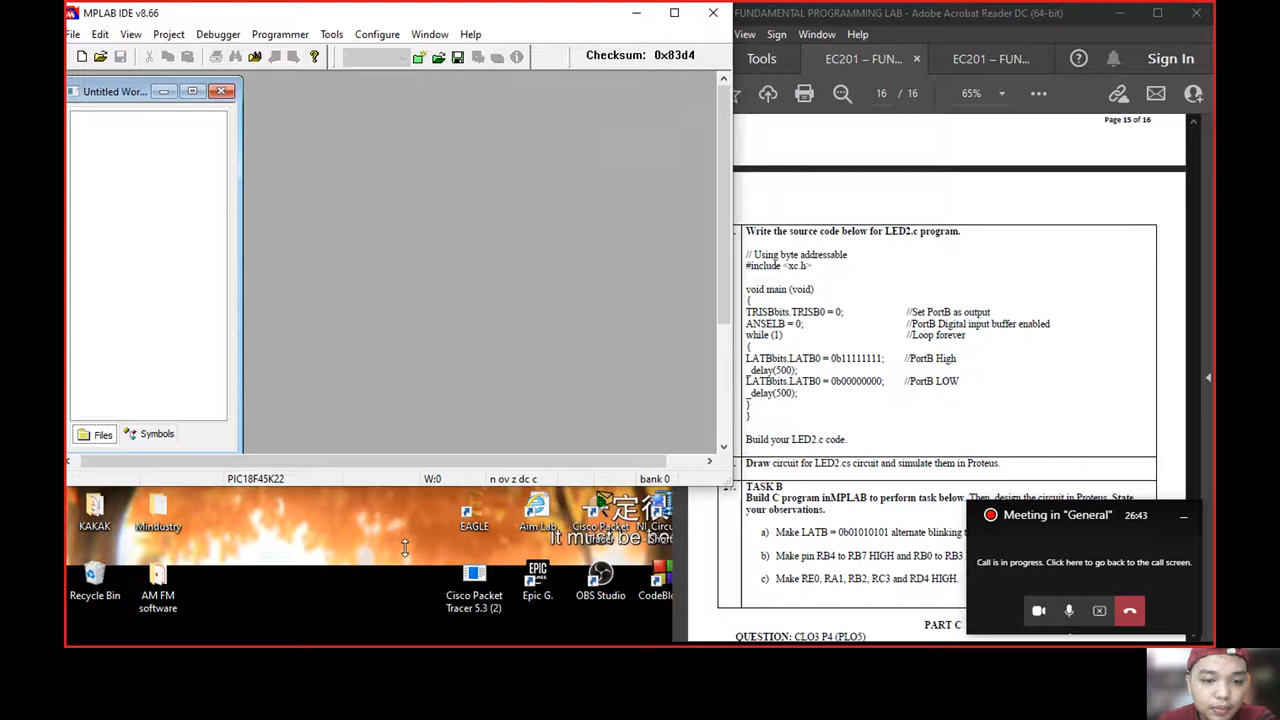 MPLAB IDE v8.66
FUNDAMENTAL PROGRAMMING LAB - Adobe Acrobat Reader DC (64-bit)
File Edit View Project Debugger Programmer Tools Configure Window Help
View Sign Window Help
Checksum: 0x83d4
Tools EC201 – FUN... × EC201 – FUN... ? Sign In
16 / 16 65%
Untitled Wor...
Page 15 of 16
Write the source code below for LED2.c program.
// Using byte addressable
#include <xc.h>
void main (void)
{
TRISBbits.TRISB0 = 0; //Set PortB as output
ANSELB = 0; //PortB Digital input buffer enabled
while (1) //Loop forever
{
LATBbits.LATB0 = 0b11111111; //PortB High
_delay(500);
LATBbits.LATB0 = 0b00000000; //PortB LOW
_delay(500);
}
}
Build your LED2.c code.
Draw circuit for LED2.cs circuit and simulate them in Proteus.
TASK B
Build C program inMPLAB to perform task below. Then, design the circuit in Proteus. State
your observations.
a) Make LATB = 0b01010101 alternate blinking
b) Make pin RB4 to RB7 HIGH and RB0 to RB3
c) Make RE0, RA1, RB2, RC3 and RD4 HIGH.
PART C
QUESTION: CLO3 P4 (PLO5)
Files Symbols
PIC18F45K22 W:0 n ov z dc c bank 0
It must be
KAKAK Mindustry EAGLE Aim Lab Cisco Packet
Recycle Bin AM FM
software
Cisco Packet
Tracer 5.3 (2)
Epic G. OBS Studio CodeBl
Meeting in "General" 26:43
Call is in progress. Click here to go back to the call screen.